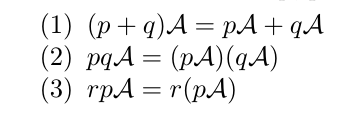 (1) (p + q)𝒜 = p𝒜 + q𝒜
(2) pq𝒜 = (p𝒜)(q𝒜)
(3) rp𝒜 = r(p𝒜)